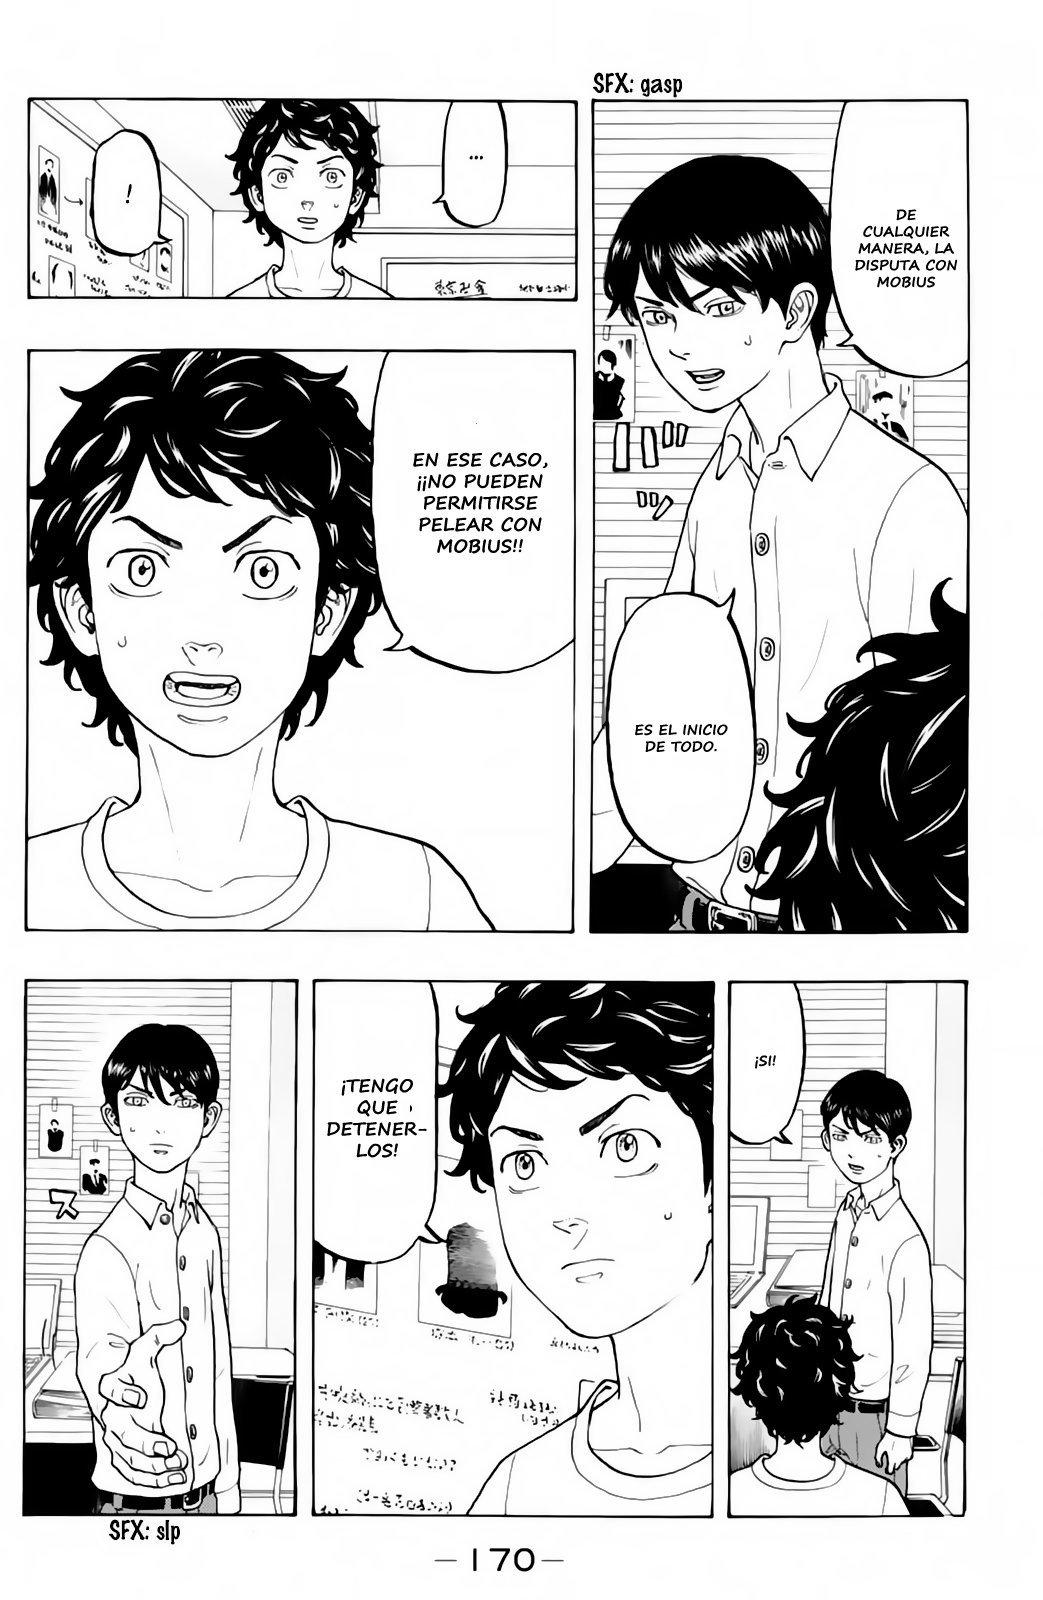 SFX: gasp
DE
CUALQUIER
MANERA, LA
DISPUTA CON
MOBIUS
ES EL INICIO
DE TODO.
...
!
EN ESE CASO,
¡¡NO PUEDEN
PERMITIRSE
PELEAR CON
MOBIUS!!
¡SI!
¡TENGO
QUE
DETENER-
LOS!
ス
SFX: slp
-170-